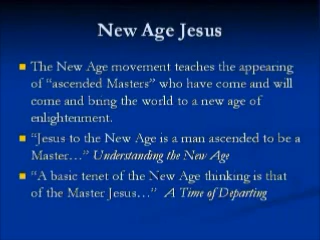 New Age Jesus
The New Age movement teaches the appearing
of “ascended Masters” who have come and will
come and bring the world to a new age of
enlightenment.
“Jesus to the New Age is a man ascended to be a
Master…” Understanding the New Age
“A basic tenet of the New Age thinking is that
of the Master Jesus…” A Time of Departing